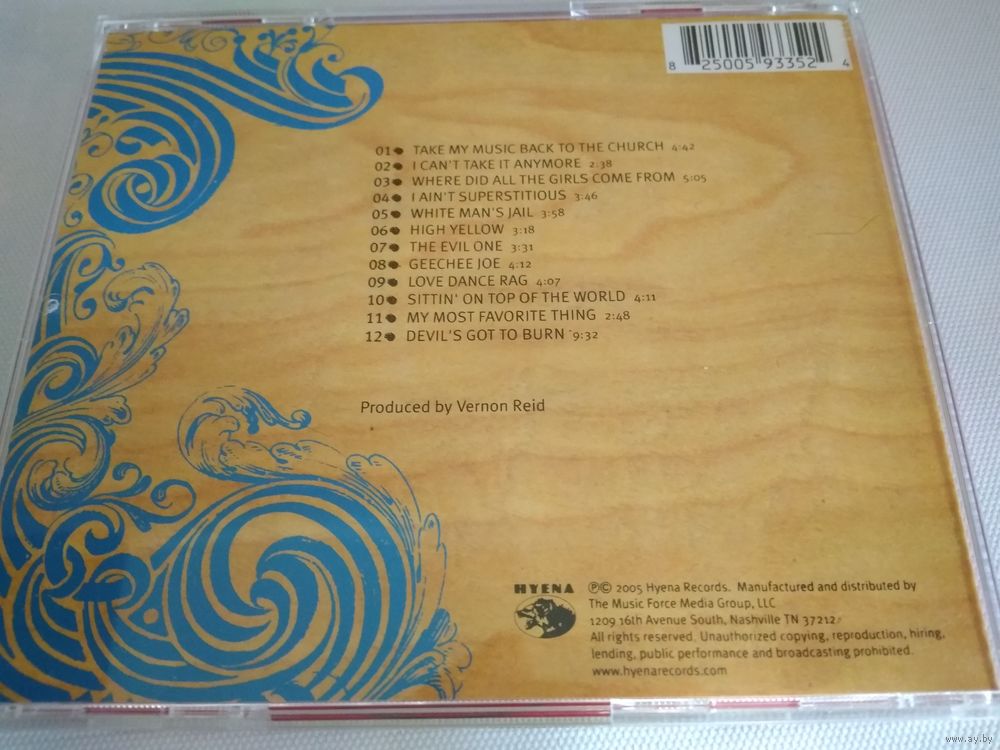 8 25005 93352 4
01 TAKE MY MUSIC BACK TO THE CHURCH 4:42
02 I CAN'T TAKE IT ANYMORE 2:38
03 WHERE DID ALL THE GIRLS COME FROM 5:05
04 I AIN'T SUPERSTITIOUS 3:46
05 WHITE MAN'S JAIL 3:58
06 HIGH YELLOW 3:18
07 THE EVIL ONE 3:31
08 GEECHEE JOE 4:12
09 LOVE DANCE RAG 4:07
10 SITTIN' ON TOP OF THE WORLD 4:11
11 MY MOST FAVORITE THING 2:48
12 DEVIL'S GOT TO BURN 9:32
Produced by Vernon Reid
HYENA
℗© 2005 Hyena Records. Manufactured and distributed by
The Music Force Media Group, LLC
1209 16th Avenue South, Nashville TN 37212
All rights reserved. Unauthorized copying, reproduction, hiring,
lending, public performance and broadcasting prohibited.
www.hyenarecords.com
www.ay.by